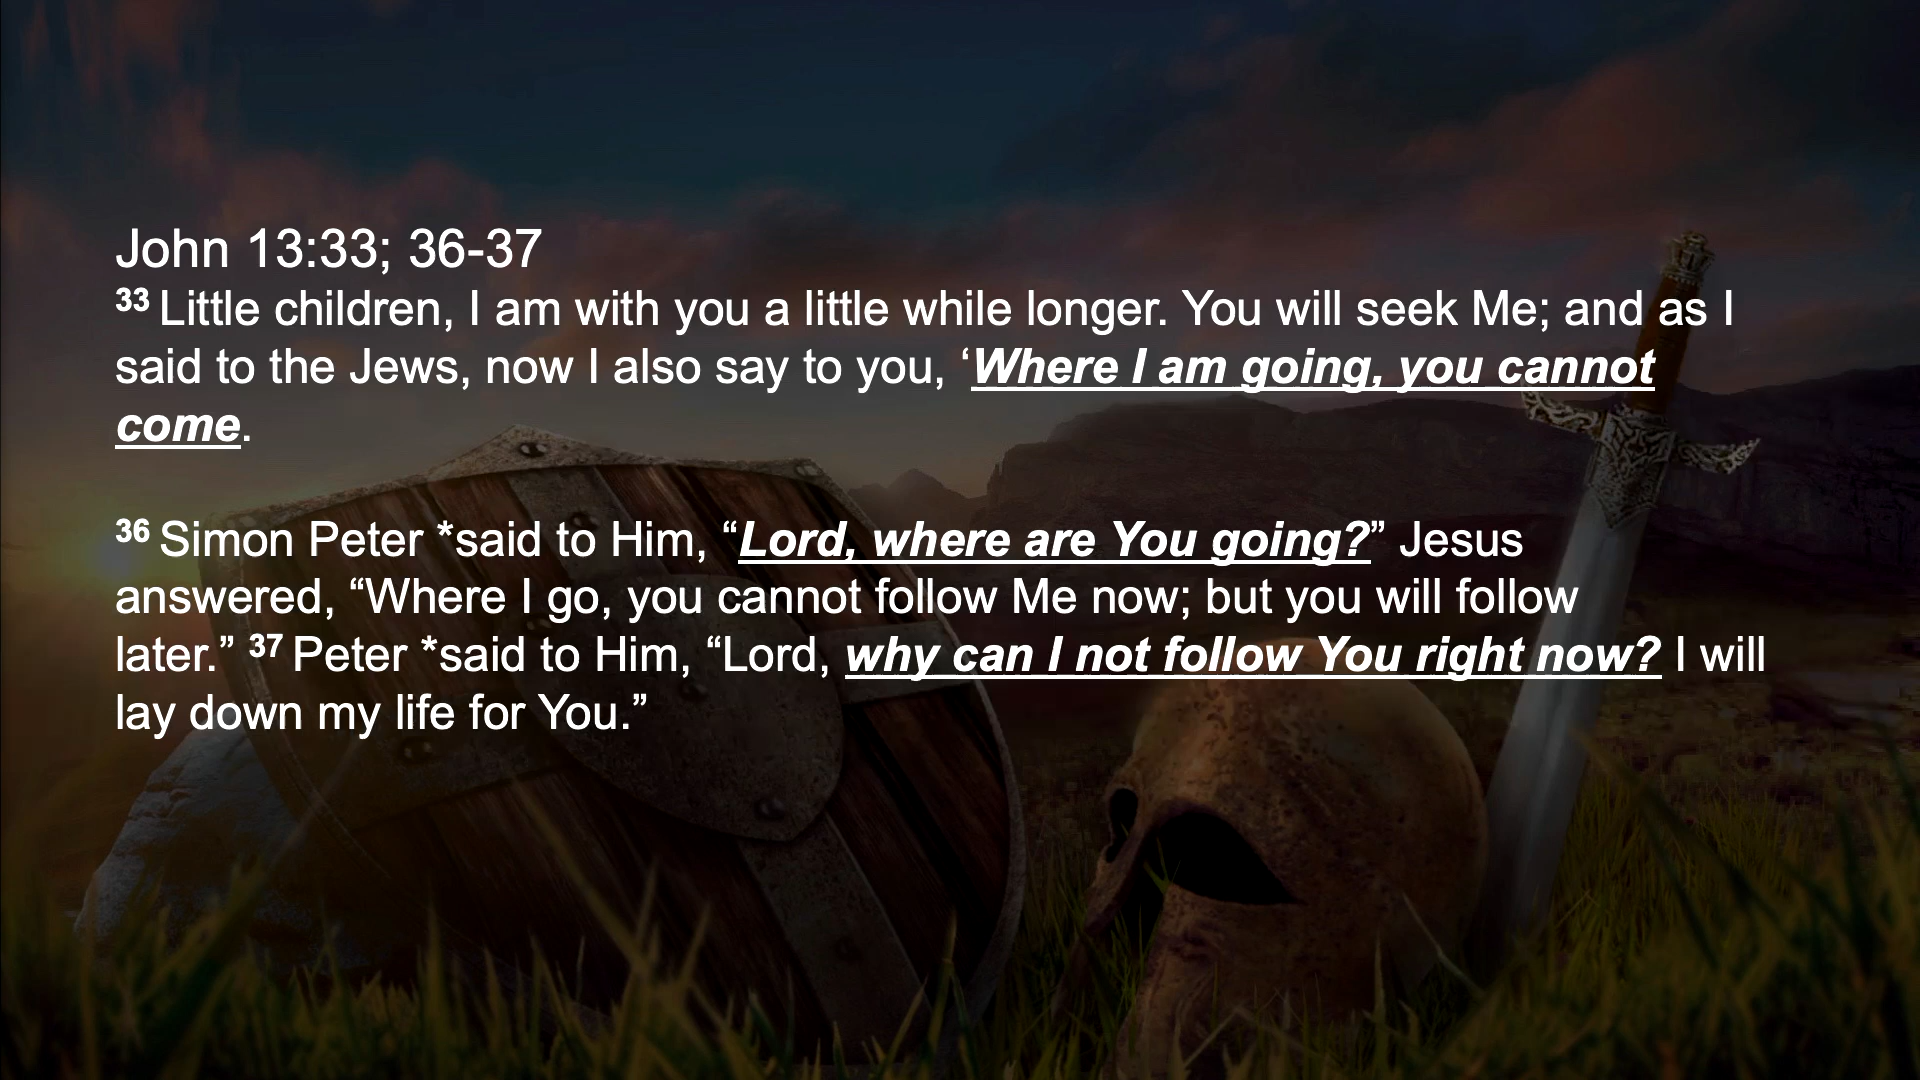 John 13:33; 36-37
33 Little children, I am with you a little while longer. You will seek Me; and as I
said to the Jews, now I also say to you, ‘Where I am going, you cannot
come.
36 Simon Peter *said to Him, “Lord, where are You going?” Jesus
answered, “Where I go, you cannot follow Me now; but you will follow
later.” 37 Peter *said to Him, “Lord, why can I not follow You right now? I will
lay down my life for You.”